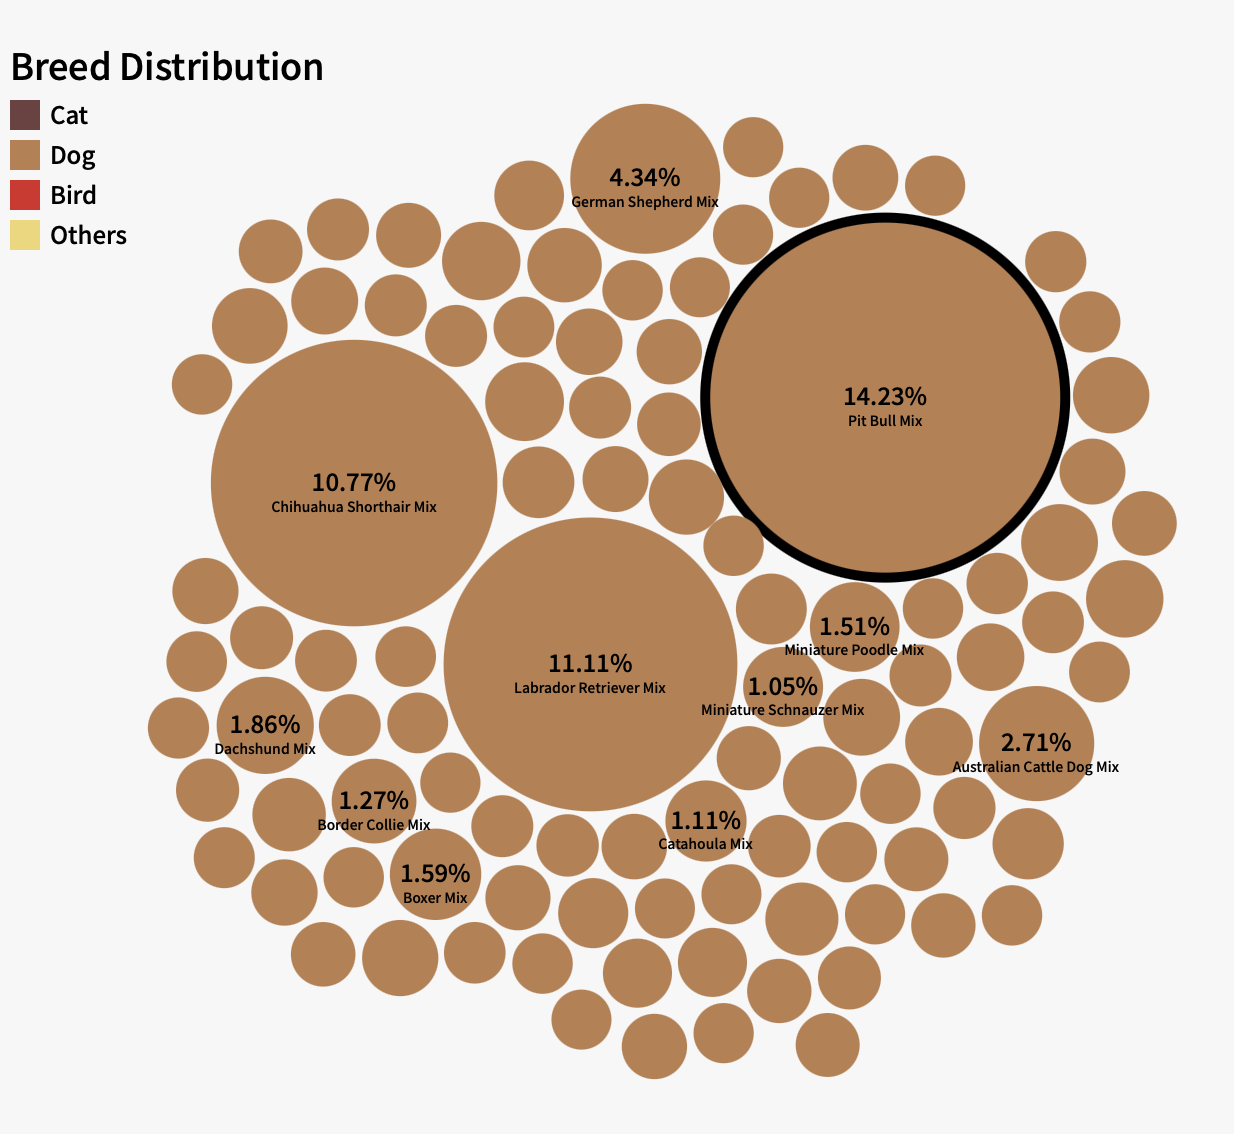 Breed Distribution
Cat
Dog
Bird
Others
4.34%
German Shepherd Mix
14.23%
Pit Bull Mix
10.77%
Chihuahua Shorthair Mix
11.11%
Labrador Retriever Mix
1.51%
Miniature Poodle Mix
1.05%
Miniature Schnauzer Mix
1.86%
Dachshund Mix
2.71%
Australian Cattle Dog Mix
1.27%
Border Collie Mix
1.11%
Catahoula Mix
1.59%
Boxer Mix